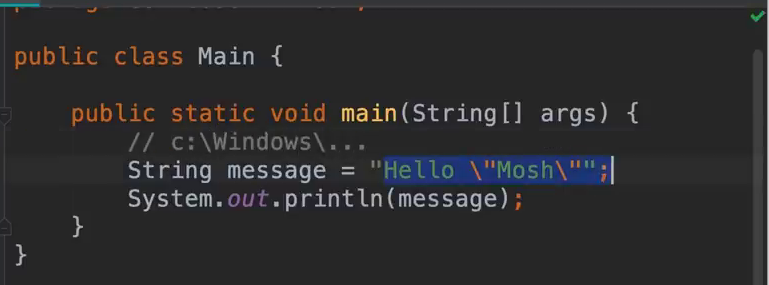 public class Main {
public static void main(String[] args) {
// c:\Windows\...
String message = "Hello \"Mosh\"";
System.out.println(message);
}
}